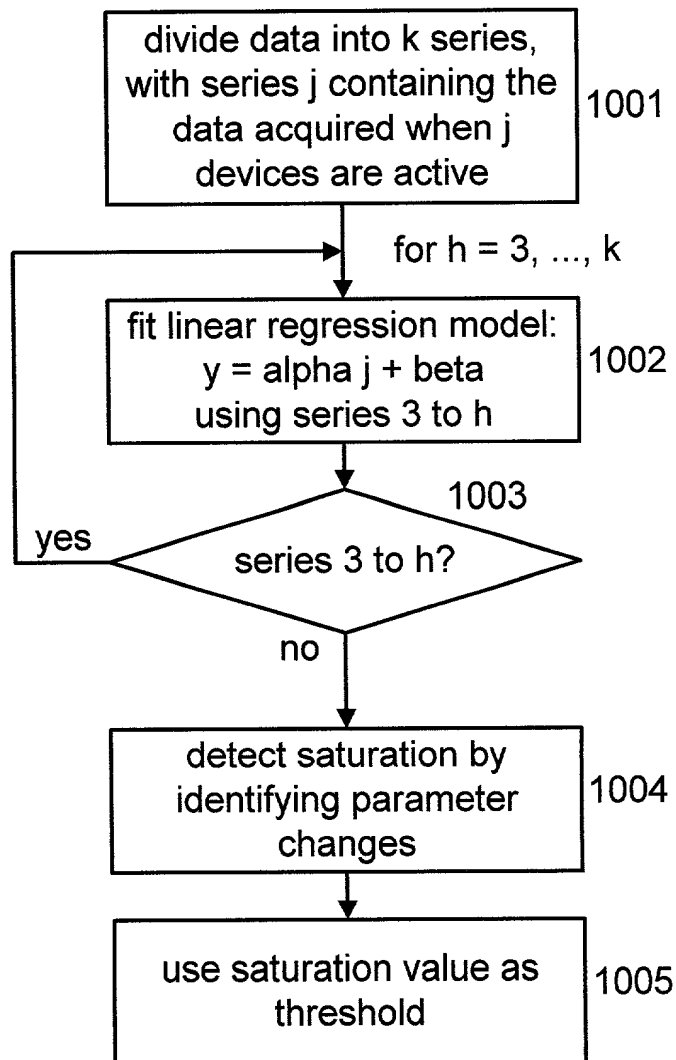 divide data into k series,
with series j containing the
data acquired when j
devices are active
1001
for h = 3, ..., k
fit linear regression model:
y = alpha j + beta
using series 3 to h
1002
1003
series 3 to h?
yes
no
detect saturation by
identifying parameter
changes
1004
use saturation value as
threshold
1005